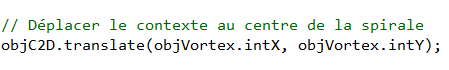 // Déplacer le contexte au centre de la spirale
objC2D.translate(objVortex.intX, objVortex.intY);